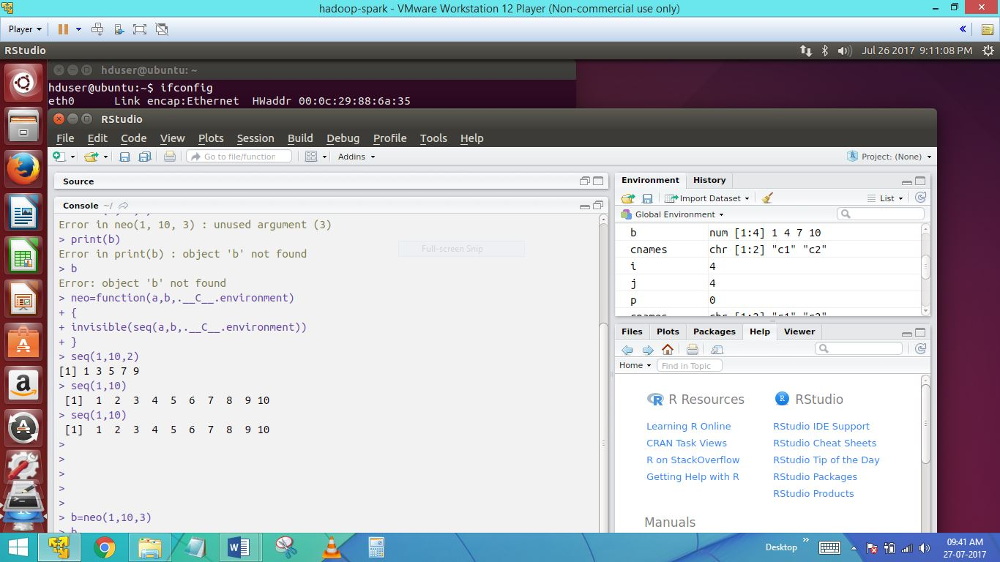 hadoop-spark - VMware Workstation 12 Player (Non-commercial use only)
Player
RStudio
Jul 26 2017 9:11:08 PM
hduser@ubuntu: ~
hduser@ubuntu:~$ ifconfig
eth0 Link encap:Ethernet HWaddr 00:0c:29:88:6a:35
RStudio
File Edit Code View Plots Session Build Debug Profile Tools Help
Go to file/function
Addins
Project: (None)
Source
Console ~/
Error in neo(1, 10, 3) : unused argument (3)
> print(b)
Error in print(b) : object 'b' not found
> b
Error: object 'b' not found
> neo=function(a,b,.__C__.environment)
+ {
+ invisible(seq(a,b,.__C__.environment))
+ }
> seq(1,10,2)
[1] 1 3 5 7 9
> seq(1,10)
[1] 1 2 3 4 5 6 7 8 9 10
> seq(1,10)
[1] 1 2 3 4 5 6 7 8 9 10
>
>
>
>
>
> b=neo(1,10,3)
> b
Full-screen Snip
Environment History
Import Dataset
List
Global Environment
b num [1:4] 1 4 7 10
cnames chr [1:2] "c1" "c2"
i 4
j 4
p 0
Files Plots Packages Help Viewer
Home
Find in Topic
R Resources
Learning R Online
CRAN Task Views
R on StackOverflow
Getting Help with R
RStudio
RStudio IDE Support
RStudio Cheat Sheets
RStudio Tip of the Day
RStudio Packages
RStudio Products
Manuals
Desktop
09:41 AM
27-07-2017